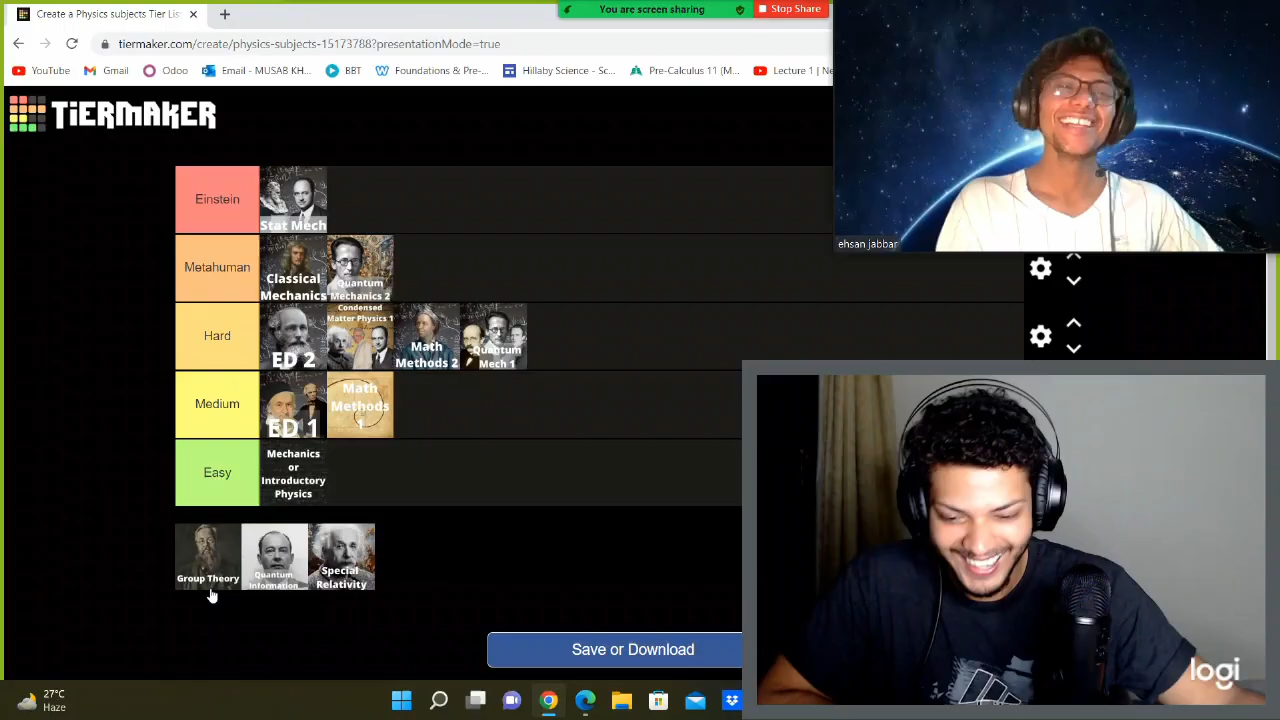 Create a Physics subjects Tier Lis
You are screen sharing
Stop Share
tiermaker.com/create/physics-subjects-15173788?presentationMode=true
YouTube
Gmail
Odoo
Email - MUSAB KH...
BBT
Foundations & Pre-...
Hillaby Science - Sc...
Pre-Calculus 11 (M...
Lecture 1 | Ne
TiERMAKER
ehsan jabbar
Einstein
Stat Mech
Metahuman
Classical
Mechanics
Quantum
Mechanics 2
Hard
ED 2
Condensed
Matter Physics 1
Math
Methods 2
Quantum
Mech 1
Medium
ED 1
Math
Methods
1
Easy
Mechanics
or
Introductory
Physics
Group Theory
Quantum
Information
Special
Relativity
Save or Download
logi
27°C
Haze